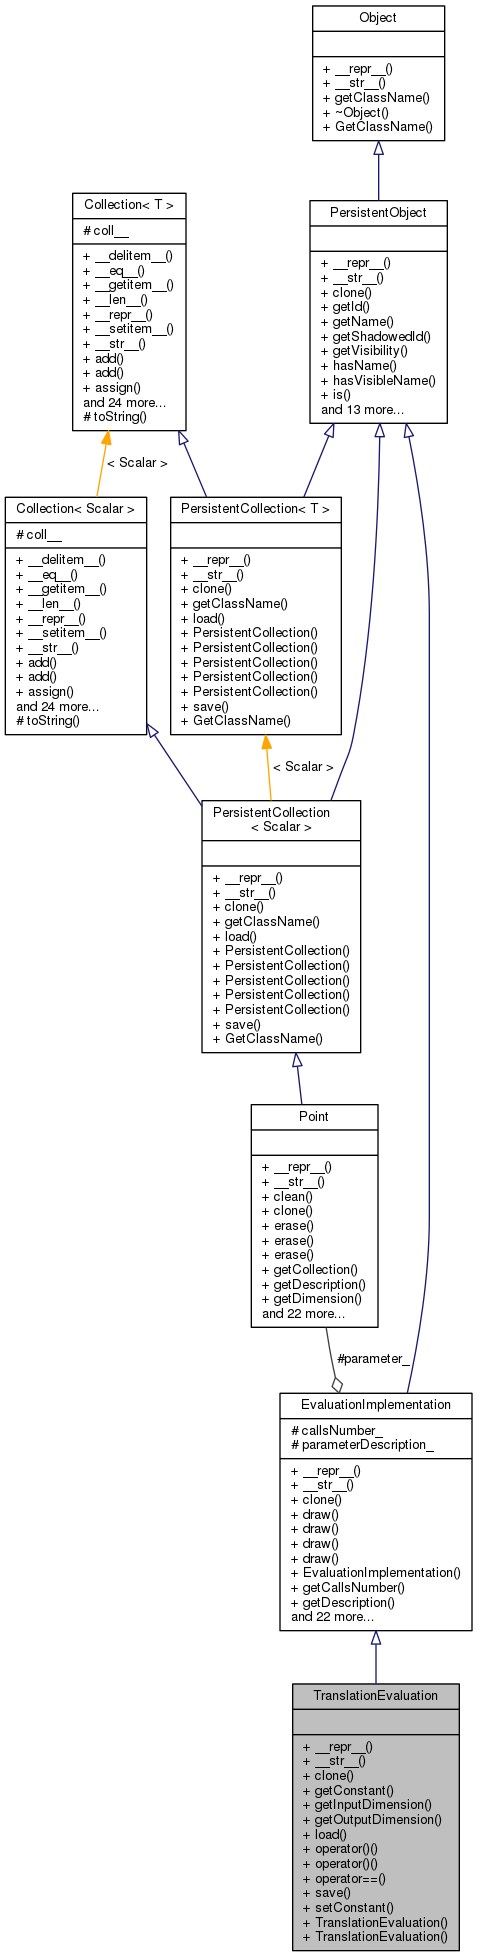 Object
+ __repr__()
+ __str__()
+ getClassName()
+ ~Object()
+ GetClassName()
Collection< T >
# coll__
+ __delitem__()
+ __eq__()
+ __getitem__()
+ __len__()
+ __repr__()
+ __setitem__()
+ __str__()
+ add()
+ add()
+ assign()
and 24 more...
# toString()
PersistentObject
+ __repr__()
+ __str__()
+ clone()
+ getId()
+ getName()
+ getShadowedId()
+ getVisibility()
+ hasName()
+ hasVisibleName()
+ is()
and 13 more...
< Scalar >
Collection< Scalar >
# coll__
+ __delitem__()
+ __eq__()
+ __getitem__()
+ __len__()
+ __repr__()
+ __setitem__()
+ __str__()
+ add()
+ add()
+ assign()
and 24 more...
# toString()
PersistentCollection< T >
+ __repr__()
+ __str__()
+ clone()
+ getClassName()
+ load()
+ PersistentCollection()
+ PersistentCollection()
+ PersistentCollection()
+ PersistentCollection()
+ PersistentCollection()
+ save()
+ GetClassName()
< Scalar >
PersistentCollection
< Scalar >
+ __repr__()
+ __str__()
+ clone()
+ getClassName()
+ load()
+ PersistentCollection()
+ PersistentCollection()
+ PersistentCollection()
+ PersistentCollection()
+ PersistentCollection()
+ save()
+ GetClassName()
Point
+ __repr__()
+ __str__()
+ clean()
+ clone()
+ erase()
+ erase()
+ erase()
+ getCollection()
+ getDescription()
+ getDimension()
and 22 more...
#parameter_
EvaluationImplementation
# callsNumber_
# parameterDescription_
+ __repr__()
+ __str__()
+ clone()
+ draw()
+ draw()
+ draw()
+ draw()
+ EvaluationImplementation()
+ getCallsNumber()
+ getDescription()
and 22 more...
TranslationEvaluation
+ __repr__()
+ __str__()
+ clone()
+ getConstant()
+ getInputDimension()
+ getOutputDimension()
+ load()
+ operator()()
+ operator()()
+ operator==()
+ save()
+ setConstant()
+ TranslationEvaluation()
+ TranslationEvaluation()